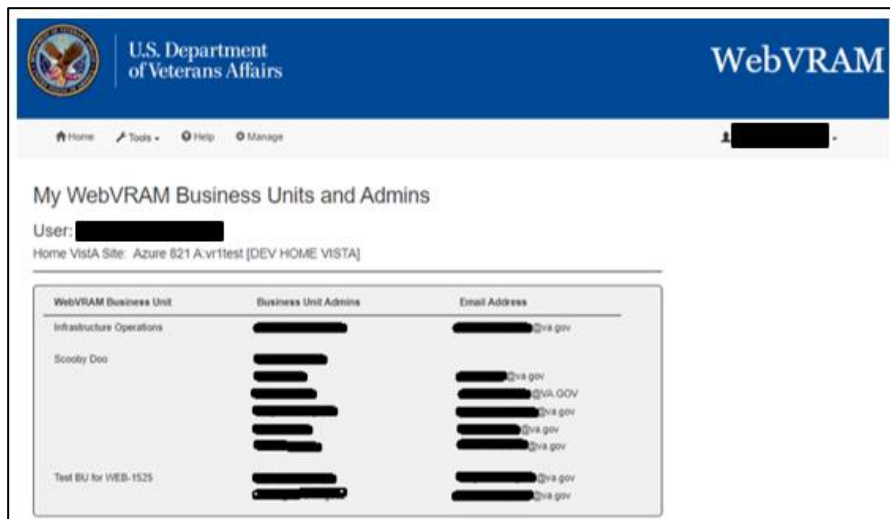 U.S. Department
of Veterans Affairs
WebVRAM
Home Tools Help Manage
My WebVRAM Business Units and Admins
User:
Home VistA Site: Azure 821 A:vr1test [DEV HOME VISTA]
WebVRAM Business Unit Business Unit Admins Email Address
Infrastructure Operations @va.gov
Scooby Doo
@va.gov
@VA.GOV
@va.gov
@va.gov
@va.gov
Test BU for WEB-1525 @va.gov
@va.gov